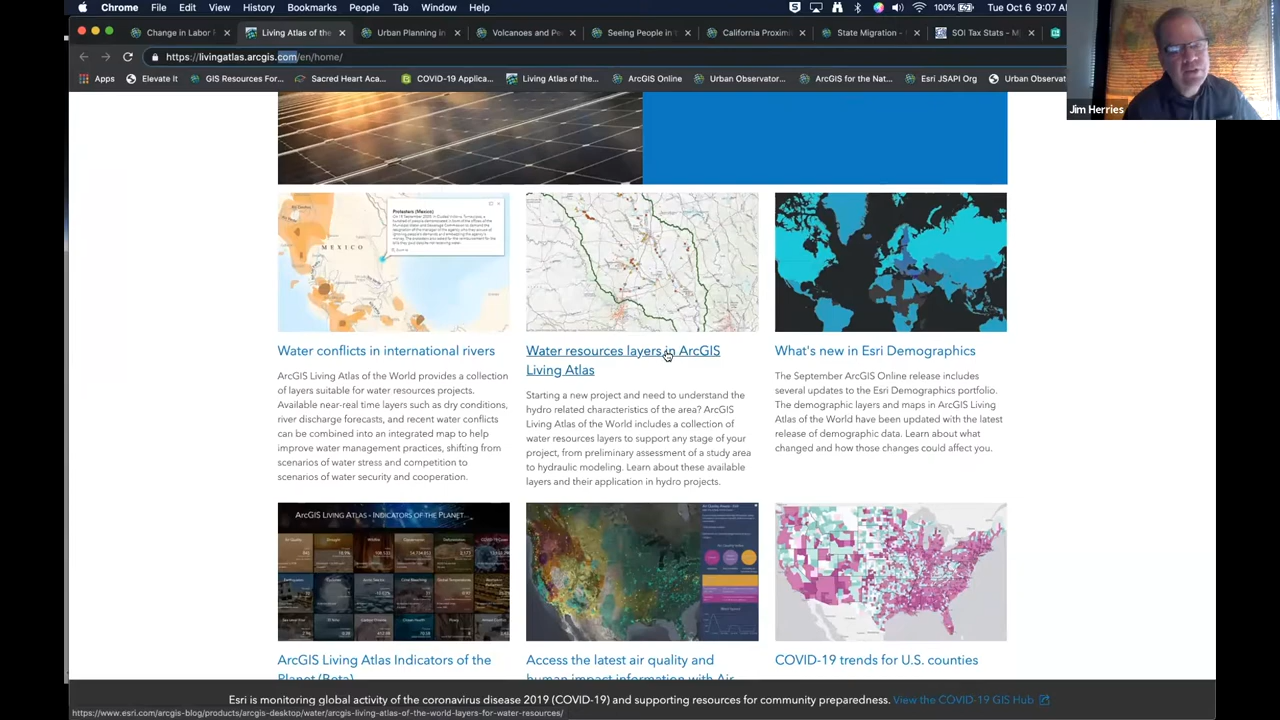 Chrome File Edit View History Bookmarks People Tab Window Help 100% Tue Oct 6 9:07 A
Change in Labor F
Living Atlas of the
Urban Planning in
Volcanoes and Pe
Seeing People in t
California Proximi
State Migration -
SOI Tax Stats - M
https://livingatlas.arcgis.com/en/home/
Apps Elevate It GIS Resources For... Sacred Heart Aca... COVID-19 Applica... Living Atlas of the... ArcGIS Online Urban Observator... ArcGIS for the Nat... Esri JSAPI Org Urban Observat
Jim Herries
Protesters (Mexico)
MEXICO
Water conflicts in international rivers
ArcGIS Living Atlas of the World provides a collection
of layers suitable for water resources projects.
Available near-real time layers such as dry conditions,
river discharge forecasts, and recent water conflicts
can be combined into an integrated map to help
improve water management practices, shifting from
scenarios of water stress and competition to
scenarios of water security and cooperation.
Water resources layers in ArcGIS
Living Atlas
Starting a new project and need to understand the
hydro related characteristics of the area? ArcGIS
Living Atlas of the World includes a collection of
water resources layers to support any stage of your
project, from preliminary assessment of a study area
to hydraulic modeling. Learn about these available
layers and their application in hydro projects.
What's new in Esri Demographics
The September ArcGIS Online release includes
several updates to the Esri Demographics portfolio.
The demographic layers and maps in ArcGIS Living
Atlas of the World have been updated with the latest
release of demographic data. Learn about what
changed and how those changes could affect you.
ArcGIS Living Atlas - Indicators of the Planet
ArcGIS Living Atlas Indicators of the
Planet (Beta)
Access the latest air quality and
human impact information with Air
COVID-19 trends for U.S. counties
Esri is monitoring global activity of the coronavirus disease 2019 (COVID-19) and supporting resources for community preparedness. View the COVID-19 GIS Hub
https://www.esri.com/arcgis-blog/products/arcgis-desktop/water/arcgis-living-atlas-of-the-world-layers-for-water-resources/